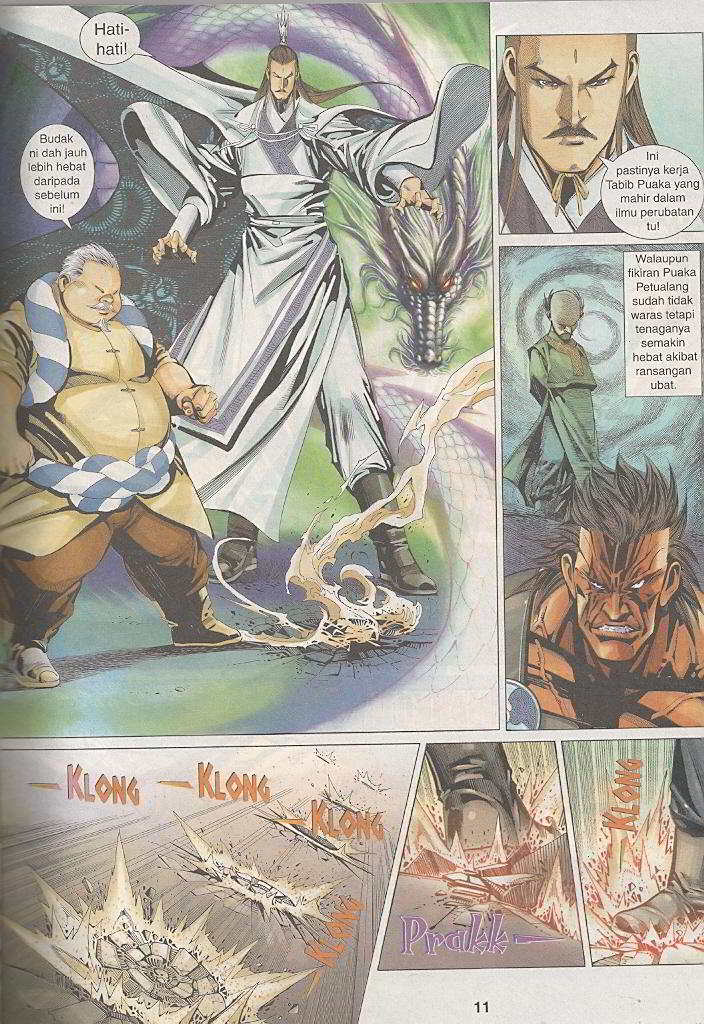 Hati-
hati!
Budak
ni dah jauh
lebih hebat
daripada
sebelum
ini!
Ini
pastinya kerja
Tabib Puaka yang
mahir dalam
ilmu perubatan
tu!
Walaupun
fikiran Puaka
Petualang
sudah tidak
waras tetapi
tenaganya
semakin
hebat akibat
ransangan
ubat.
— KLONG
— KLONG
— KLONG
— KLONG
Prakk —
— KLONG
11